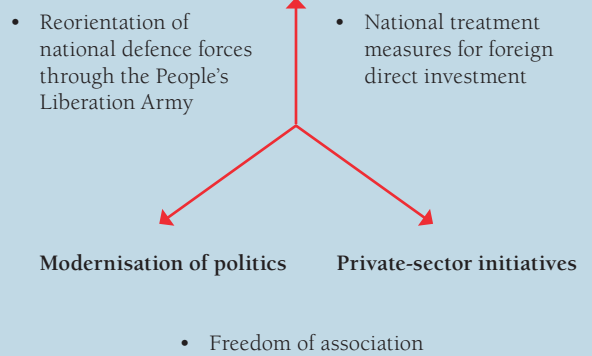 • Reorientation of
national defence forces
through the People's
Liberation Army
• National treatment
measures for foreign
direct investment
Modernisation of politics
Private-sector initiatives
• Freedom of association